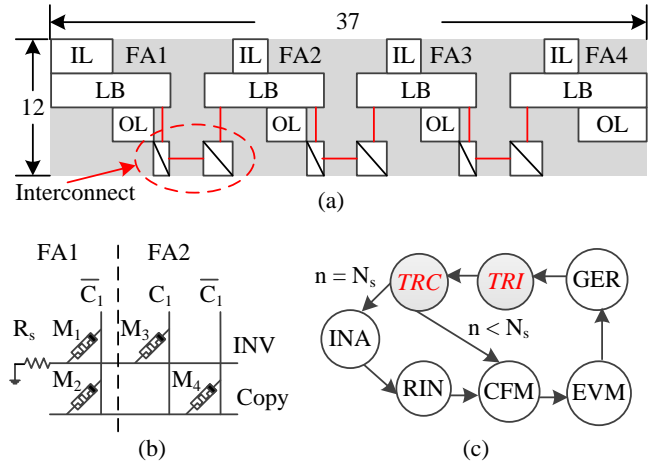 37
IL FA1 IL FA2 IL FA3 IL FA4
LB LB LB LB
12
OL OL OL OL
Interconnect
(a)
FA1 FA2
C̅₁ C₁ C̅₁
Rₛ M₁ M₃ INV
M₂ M₄ Copy
(b)
n = Nₛ TRC TRI GER
n < Nₛ
INA
RIN CFM EVM
(c)